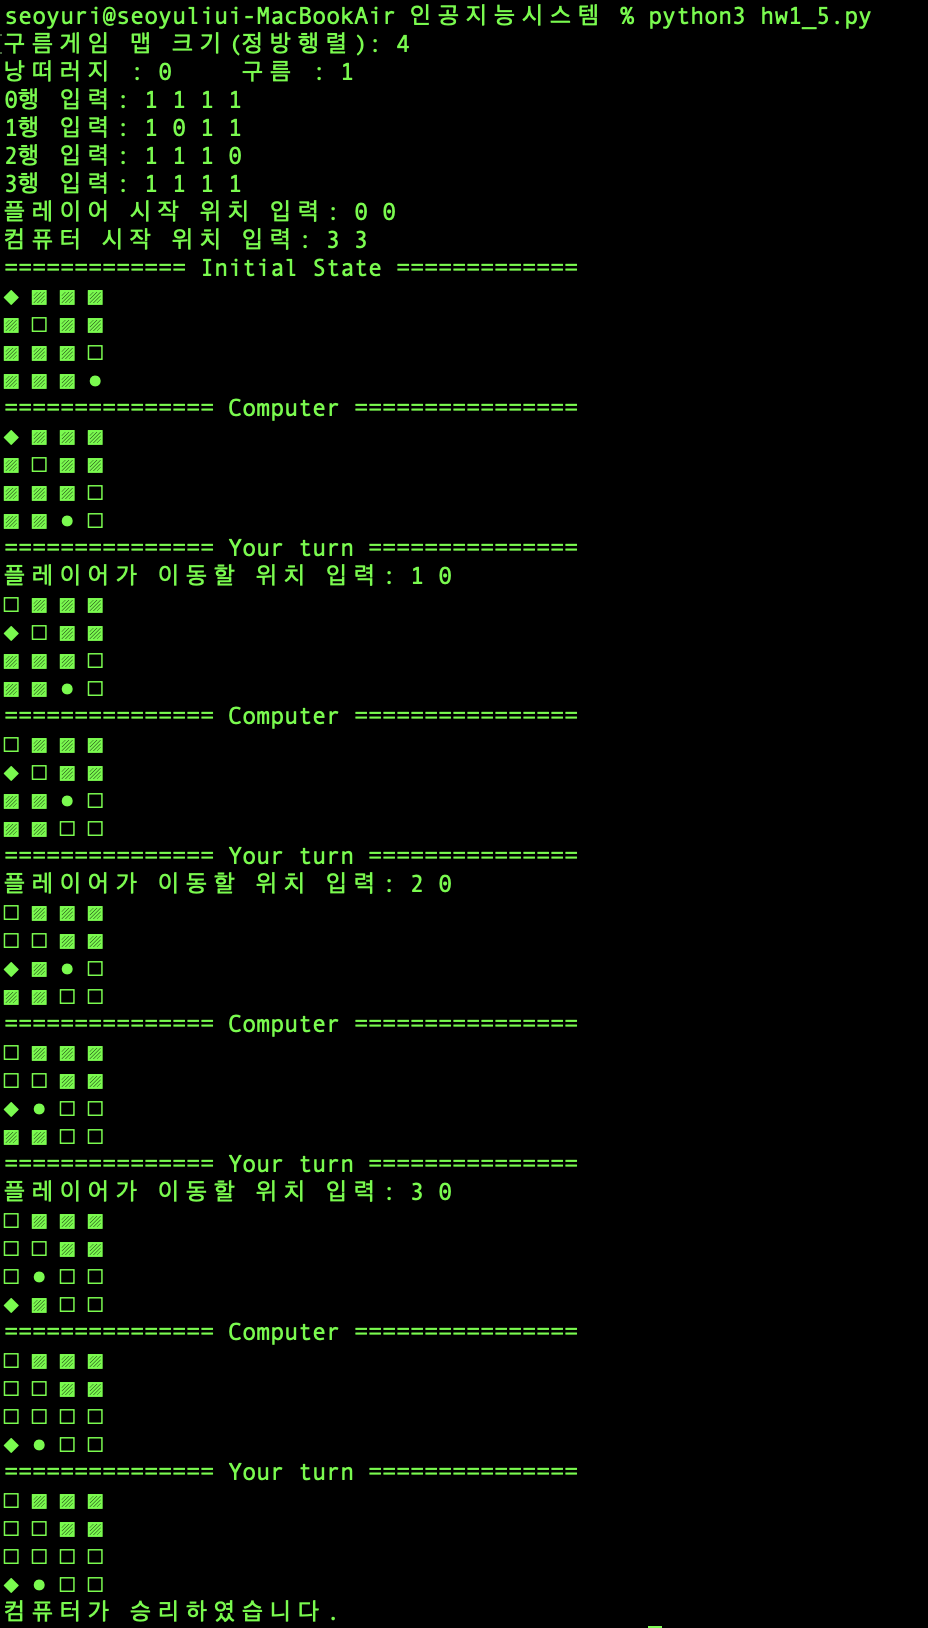 seoyuri@seoyuliui-MacBookAir 인공지능시스템 % python3 hw1_5.py
구름게임 맵 크기(정방행렬): 4
낭떠러지 : 0     구름 : 1
0행 입력: 1 1 1 1
1행 입력: 1 0 1 1
2행 입력: 1 1 1 0
3행 입력: 1 1 1 1
플레이어 시작 위치 입력: 0 0
컴퓨터 시작 위치 입력: 3 3
============= Initial State =============
◆ ▨ ▨ ▨
▨ □ ▨ ▨
▨ ▨ ▨ □
▨ ▨ ▨ ●
=============== Computer ================
◆ ▨ ▨ ▨
▨ □ ▨ ▨
▨ ▨ ▨ □
▨ ▨ ● □
=============== Your turn ===============
플레이어가 이동할 위치 입력: 1 0
□ ▨ ▨ ▨
◆ □ ▨ ▨
▨ ▨ ▨ □
▨ ▨ ● □
=============== Computer ================
□ ▨ ▨ ▨
◆ □ ▨ ▨
▨ ▨ ● □
▨ ▨ □ □
=============== Your turn ===============
플레이어가 이동할 위치 입력: 2 0
□ ▨ ▨ ▨
□ □ ▨ ▨
◆ ▨ ● □
▨ ▨ □ □
=============== Computer ================
□ ▨ ▨ ▨
□ □ ▨ ▨
◆ ● □ □
▨ ▨ □ □
=============== Your turn ===============
플레이어가 이동할 위치 입력: 3 0
□ ▨ ▨ ▨
□ □ ▨ ▨
□ ● □ □
◆ ▨ □ □
=============== Computer ================
□ ▨ ▨ ▨
□ □ ▨ ▨
□ □ □ □
◆ ● □ □
=============== Your turn ===============
□ ▨ ▨ ▨
□ □ ▨ ▨
□ □ □ □
◆ ● □ □
컴퓨터가 승리하였습니다.